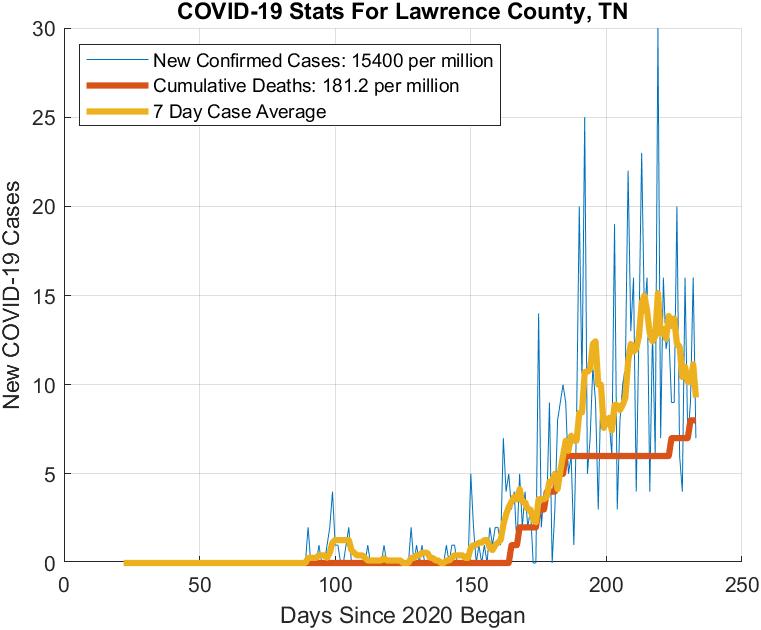 COVID-19 Stats For Lawrence County, TN
30
25
20
15
10
5
0
New COVID-19 Cases
New Confirmed Cases: 15400 per million
Cumulative Deaths: 181.2 per million
7 Day Case Average
0 50 100 150 200 250
Days Since 2020 Began